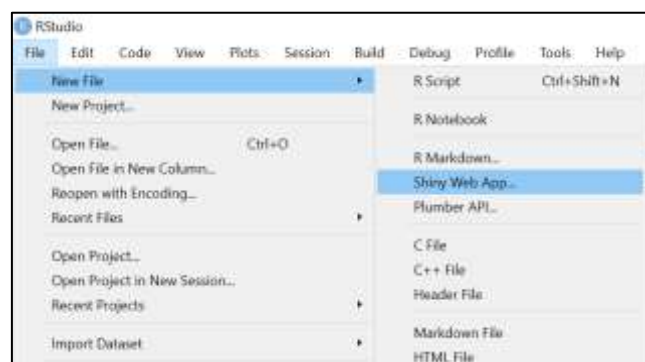 RStudio
File Edit Code View Plots Session Build Debug Profile Tools Help
New File
New Project...
Open File... Ctrl+O
Open File in New Column...
Reopen with Encoding...
Recent Files
Open Project...
Open Project in New Session...
Recent Projects
Import Dataset
R Script Ctrl+Shift+N
R Notebook
R Markdown...
Shiny Web App...
Plumber API...
C File
C++ File
Header File
Markdown File
HTML File